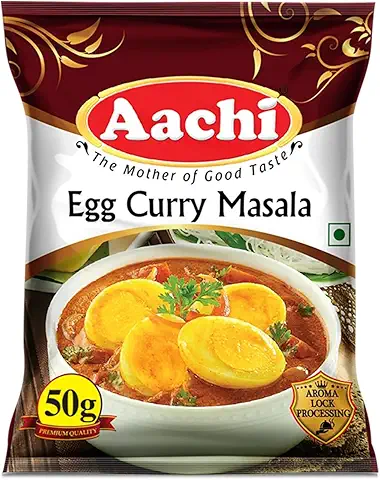 Aachi
The Mother of Good Taste
Egg Curry Masala
50g
PREMIUM QUALITY
AROMA
LOCK
PROCESSING